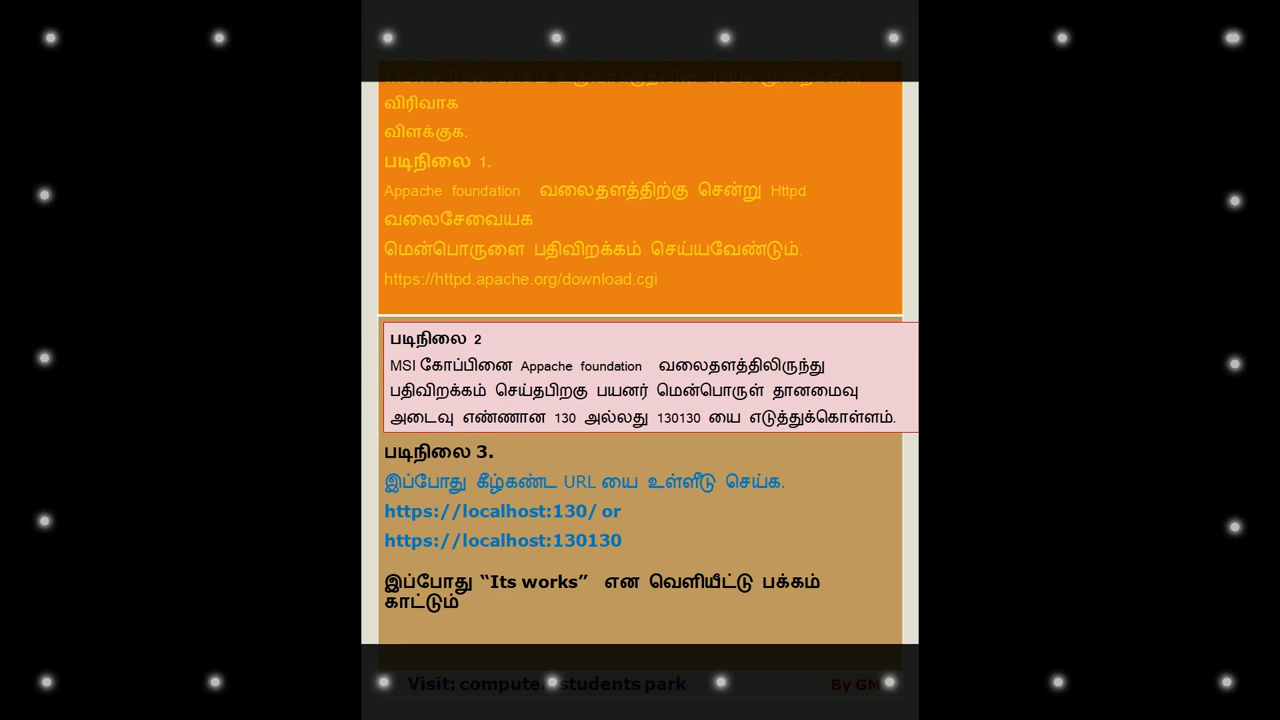 விரிவாக
விளக்குக.
படிநிலை 1.
Appache foundation வலைதளத்திற்கு சென்று Httpd
வலைசேவையக
மென்பொருளை பதிவிறக்கம் செய்யவேண்டும்.
https://httpd.apache.org/download.cgi
படிநிலை 2
MSI கோப்பினை Appache foundation வலைதளத்திலிருந்து
பதிவிறக்கம் செய்தபிறகு பயனர் மென்பொருள் தானமைவு
அடைவு எண்ணான 130 அல்லது 130130 யை எடுத்துக்கொள்ளம்.
படிநிலை 3.
இப்போது கீழ்கண்ட URL யை உள்ளீடு செய்க.
https://localhost:130/ or
https://localhost:130130
இப்போது “Its works” என வெளியீட்டு பக்கம்
காட்டும்
Visit: computer students park
By GM